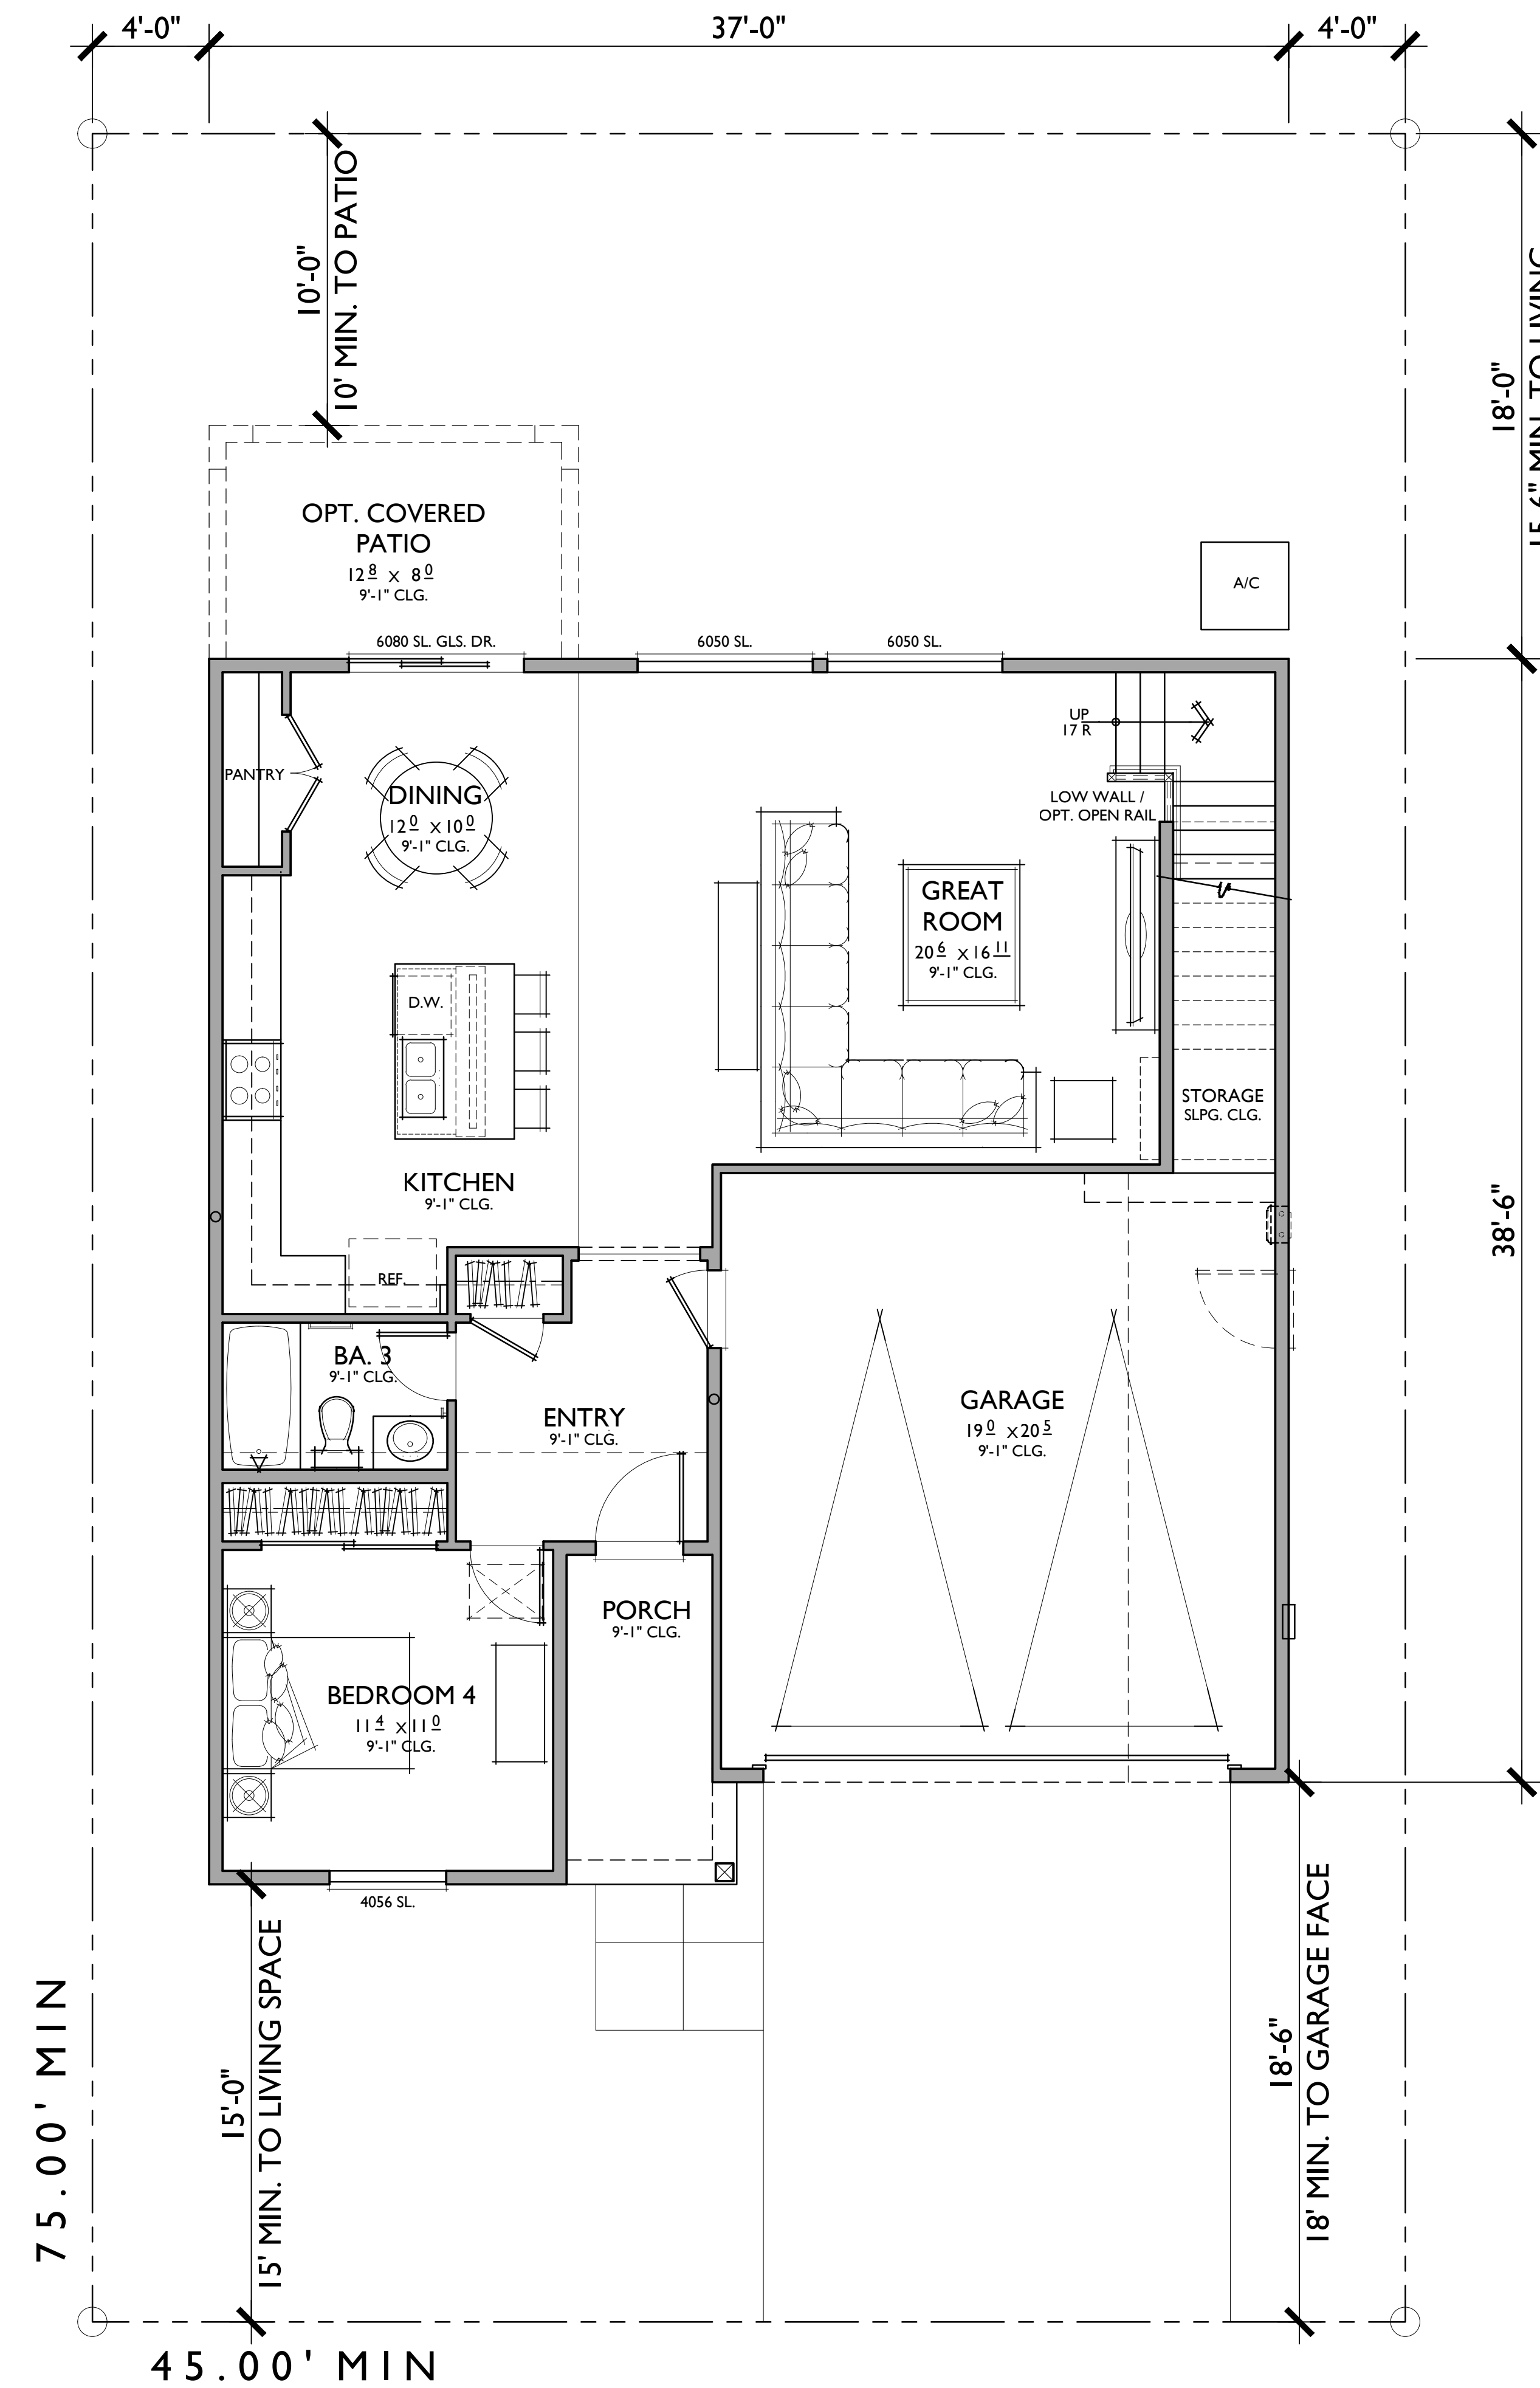 4'-0"
37'-0"
4'-0"
10'-0"
10' MIN. TO PATIO
18'-0"
15'-6" MIN. TO LIVING
OPT. COVERED
PATIO
12 8 X 8 0
9'-1" CLG.
A/C
6080 SL. GLS. DR.
6050 SL.
6050 SL.
UP
17 R
PANTRY
DINING
12 0 X 10 0
9'-1" CLG.
LOW WALL /
OPT. OPEN RAIL
GREAT
ROOM
20 6 X 16 11
9'-1" CLG.
D.W.
STORAGE
SLPG. CLG.
KITCHEN
9'-1" CLG.
38'-6"
REF.
BA. 3
9'-1" CLG.
ENTRY
9'-1" CLG.
GARAGE
19 0 X 20 5
9'-1" CLG.
PORCH
9'-1" CLG.
BEDROOM 4
11 4 X 11 0
9'-1" CLG.
4056 SL.
15'-0"
15' MIN. TO LIVING SPACE
18'-6"
18' MIN. TO GARAGE FACE
75.00' MIN
45.00' MIN